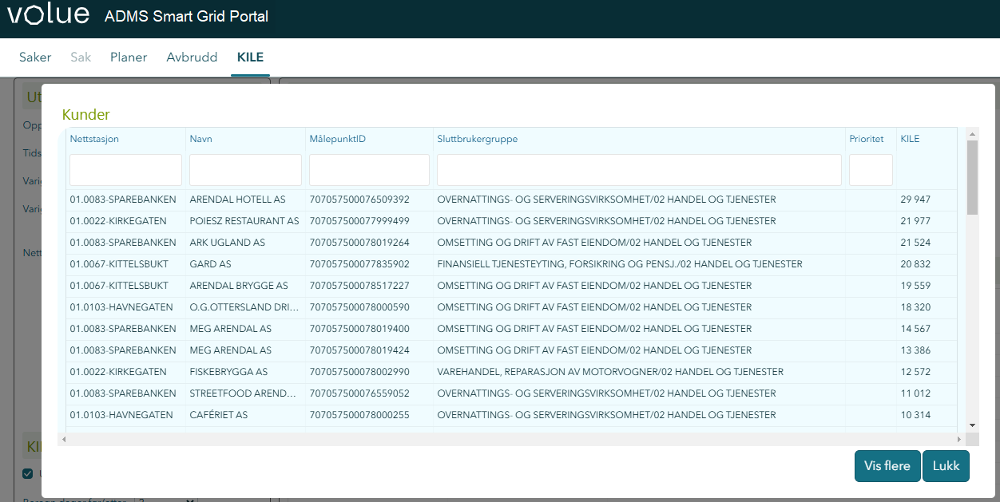 volue ADMS Smart Grid Portal
Saker Sak Planer Avbrudd KILE
Ut
Opp
Tids
Varig
Varig
Nett
Kunder
Nettstasjon Navn MålepunktID Sluttbrukergruppe Prioritet KILE
01.0083-SPAREBANKEN ARENDAL HOTELL AS 707057500076509392 OVERNATTINGS- OG SERVERINGSVIRKSOMHET/02 HANDEL OG TJENESTER 29 947
01.0022-KIRKEGATEN POIESZ RESTAURANT AS 707057500077999499 OVERNATTINGS- OG SERVERINGSVIRKSOMHET/02 HANDEL OG TJENESTER 21 977
01.0083-SPAREBANKEN ARK UGLAND AS 707057500078019264 OMSETTING OG DRIFT AV FAST EIENDOM/02 HANDEL OG TJENESTER 21 524
01.0067-KITTELSBUKT GARD AS 707057500077835902 FINANSIELL TJENESTEYTING, FORSIKRING OG PENSJ./02 HANDEL OG TJENESTER 20 832
01.0067-KITTELSBUKT ARENDAL BRYGGE AS 707057500078517227 OMSETTING OG DRIFT AV FAST EIENDOM/02 HANDEL OG TJENESTER 19 559
01.0103-HAVNEGATEN O.G.OTTERSLAND DRI... 707057500078000590 OMSETTING OG DRIFT AV FAST EIENDOM/02 HANDEL OG TJENESTER 18 320
01.0083-SPAREBANKEN MEG ARENDAL AS 707057500078019400 OMSETTING OG DRIFT AV FAST EIENDOM/02 HANDEL OG TJENESTER 14 567
01.0083-SPAREBANKEN MEG ARENDAL AS 707057500078019424 OMSETTING OG DRIFT AV FAST EIENDOM/02 HANDEL OG TJENESTER 13 386
01.0022-KIRKEGATEN FISKEBRYGGA AS 707057500078002990 VAREHANDEL, REPARASJON AV MOTORVOGNER/02 HANDEL OG TJENESTER 12 572
01.0083-SPAREBANKEN STREETFOOD AREND... 707057500076559052 OVERNATTINGS- OG SERVERINGSVIRKSOMHET/02 HANDEL OG TJENESTER 11 012
01.0103-HAVNEGATEN CAFÉRIET AS 707057500078000255 OVERNATTINGS- OG SERVERINGSVIRKSOMHET/02 HANDEL OG TJENESTER 10 314
Vis flere Lukk